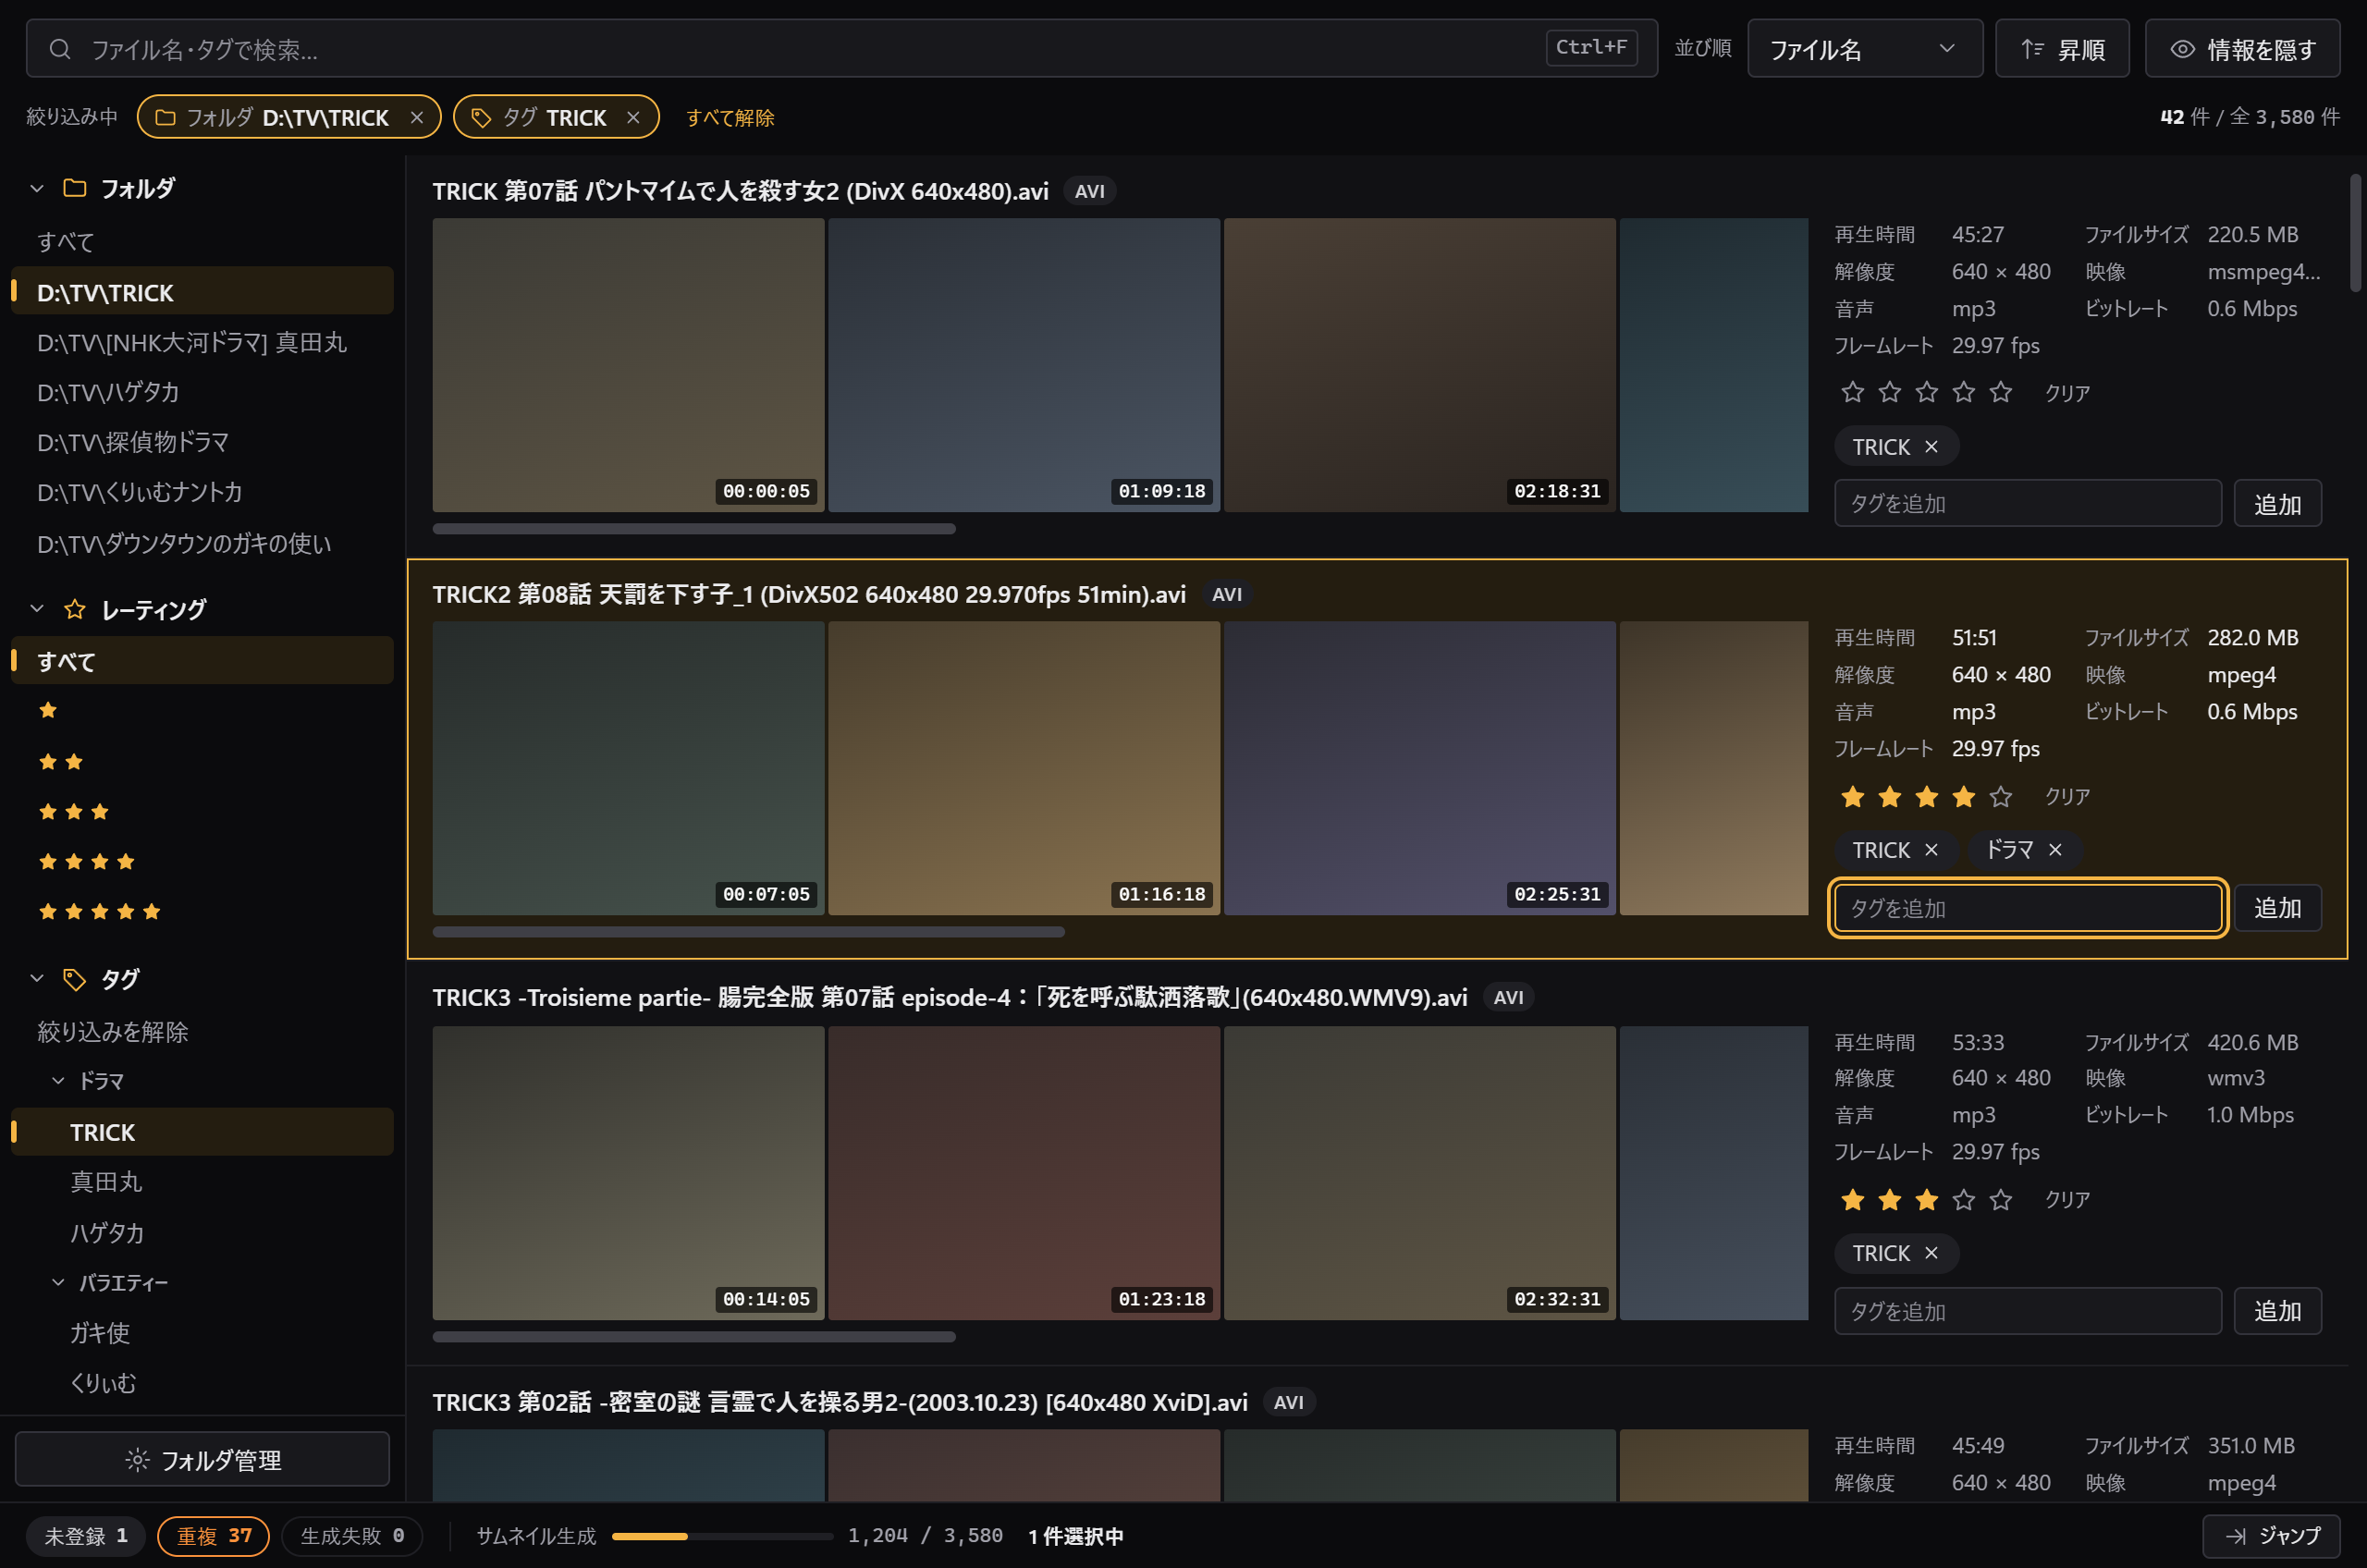 ファイル名・タグで検索... Ctrl+F 並び順 ファイル名 昇順 情報を隠す
絞り込み中 フォルダ D:\TV\TRICK × タグ TRICK × すべて解除 42 件 / 全 3,580 件
フォルダ
すべて
D:\TV\TRICK
D:\TV\[NHK大河ドラマ] 真田丸
D:\TV\ハゲタカ
D:\TV\探偵物ドラマ
D:\TV\くりぃむナントカ
D:\TV\ダウンタウンのガキの使い
レーティング
すべて
タグ
絞り込みを解除
ドラマ
TRICK
真田丸
ハゲタカ
バラエティー
ガキ使
くりぃむ
フォルダ管理
TRICK 第07話 パントマイムで人を殺す女2 (DivX 640x480).avi AVI
00:00:05 01:09:18 02:18:31
再生時間 45:27 ファイルサイズ 220.5 MB
解像度 640 × 480 映像 msmpeg4...
音声 mp3 ビットレート 0.6 Mbps
フレームレート 29.97 fps
クリア
TRICK ×
タグを追加 追加
TRICK2 第08話 天罰を下す子_1 (DivX502 640x480 29.970fps 51min).avi AVI
00:07:05 01:16:18 02:25:31
再生時間 51:51 ファイルサイズ 282.0 MB
解像度 640 × 480 映像 mpeg4
音声 mp3 ビットレート 0.6 Mbps
フレームレート 29.97 fps
クリア
TRICK × ドラマ ×
タグを追加 追加
TRICK3 -Troisieme partie- 腸完全版 第07話 episode-4：「死を呼ぶ駄洒落歌」(640x480.WMV9).avi AVI
00:14:05 01:23:18 02:32:31
再生時間 53:33 ファイルサイズ 420.6 MB
解像度 640 × 480 映像 wmv3
音声 mp3 ビットレート 1.0 Mbps
フレームレート 29.97 fps
クリア
TRICK ×
タグを追加 追加
TRICK3 第02話 -密室の謎 言霊で人を操る男2-(2003.10.23) [640x480 XviD].avi AVI
再生時間 45:49 ファイルサイズ 351.0 MB
解像度 640 × 480 映像 mpeg4
未登録 1 重複 37 生成失敗 0 サムネイル生成 1,204 / 3,580 1 件選択中 ジャンプ